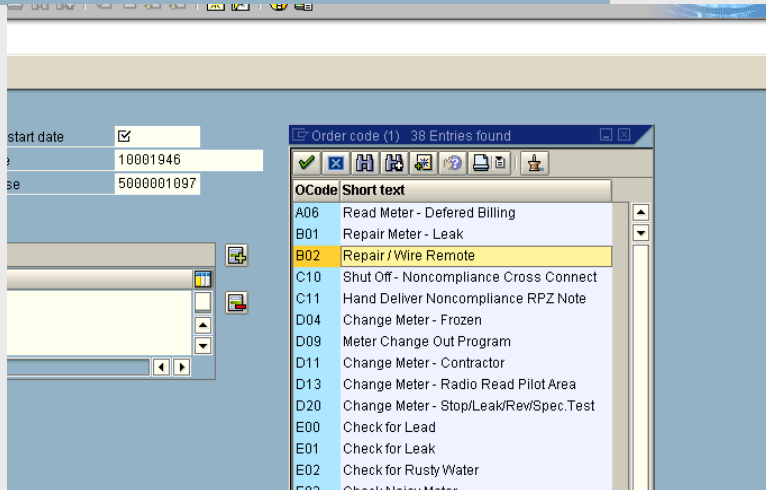 Order code (1) 38 Entries found
start date
10001946
se 5000001097
OCode Short text
A06 Read Meter - Defered Billing
B01 Repair Meter - Leak
B02 Repair / Wire Remote
C10 Shut Off - Noncompliance Cross Connect
C11 Hand Deliver Noncompliance RPZ Note
D04 Change Meter - Frozen
D09 Meter Change Out Program
D11 Change Meter - Contractor
D13 Change Meter - Radio Read Pilot Area
D20 Change Meter - Stop/Leak/Rev/Spec.Test
E00 Check for Lead
E01 Check for Leak
E02 Check for Rusty Water